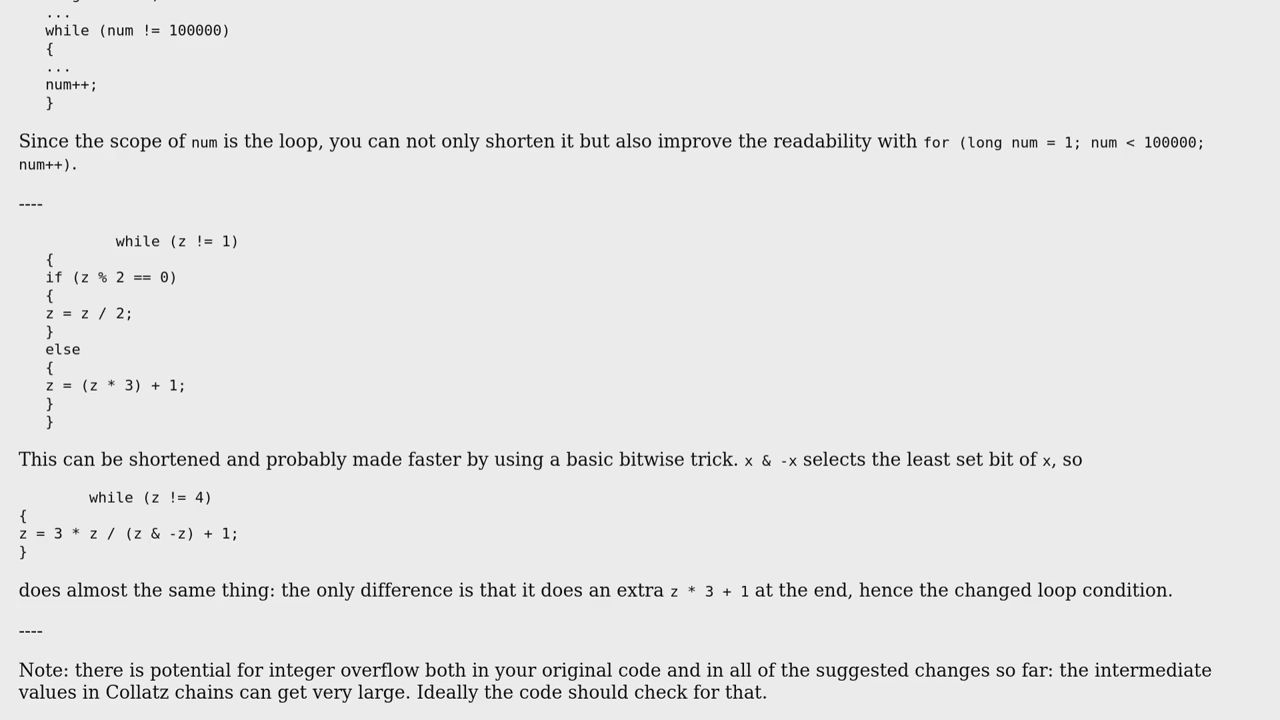 ...
while (num != 100000)
{
...
num++;
}
Since the scope of num is the loop, you can not only shorten it but also improve the readability with for (long num = 1; num < 100000;
num++).
----
while (z != 1)
{
if (z % 2 == 0)
{
z = z / 2;
}
else
{
z = (z * 3) + 1;
}
}
This can be shortened and probably made faster by using a basic bitwise trick. x & -x selects the least set bit of x, so
while (z != 4)
{
z = 3 * z / (z & -z) + 1;
}
does almost the same thing: the only difference is that it does an extra z * 3 + 1 at the end, hence the changed loop condition.
----
Note: there is potential for integer overflow both in your original code and in all of the suggested changes so far: the intermediate
values in Collatz chains can get very large. Ideally the code should check for that.